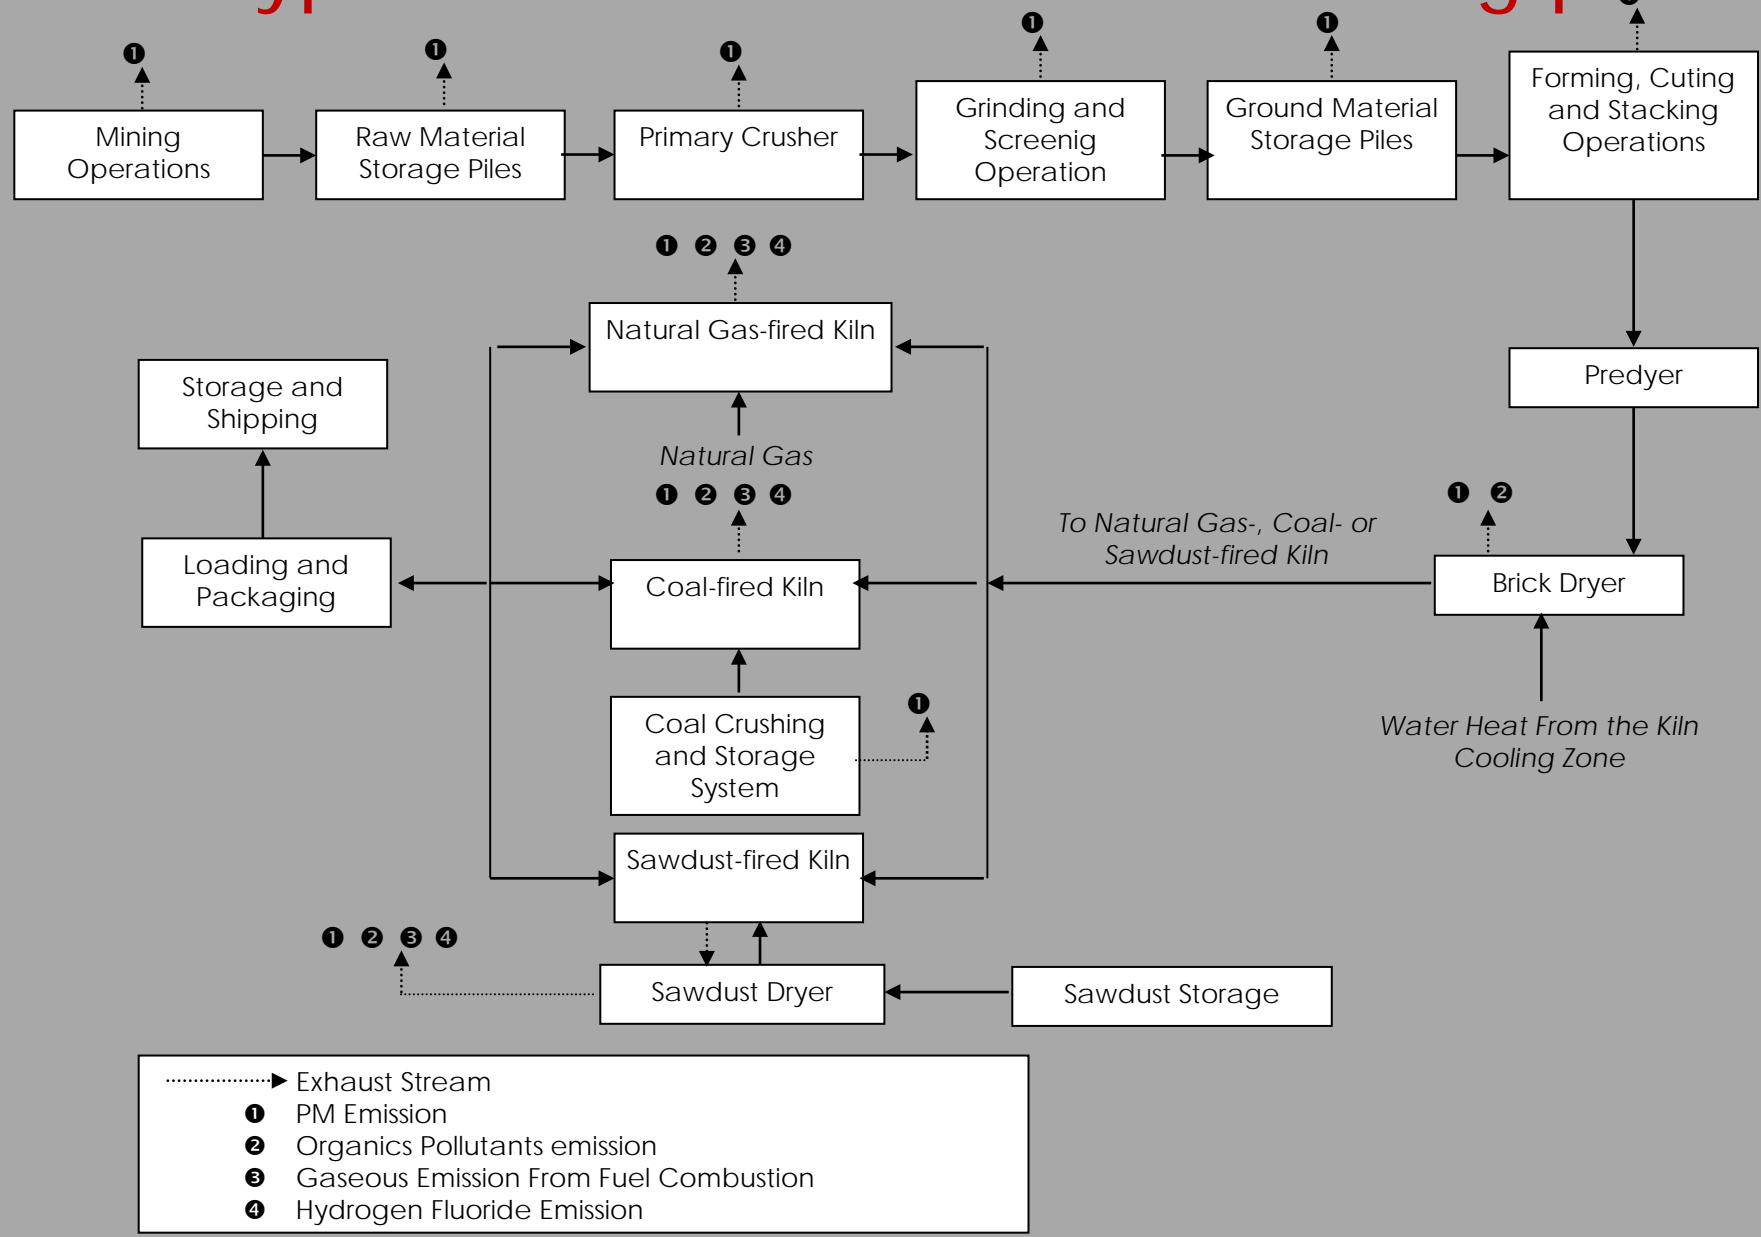 ❶
❶
❶
❶
❶
Mining
Operations
Raw Material
Storage Piles
Primary Crusher
Grinding and
Screenig
Operation
Ground Material
Storage Piles
Forming, Cuting
and Stacking
Operations
❶ ❷ ❸ ❹
Natural Gas-fired Kiln
Predyer
Storage and
Shipping
Natural Gas
❶ ❷ ❸ ❹
❶ ❷
To Natural Gas-, Coal- or
Sawdust-fired Kiln
Loading and
Packaging
Coal-fired Kiln
Brick Dryer
❶
Coal Crushing
and Storage
System
Water Heat From the Kiln
Cooling Zone
Sawdust-fired Kiln
❶ ❷ ❸ ❹
Sawdust Dryer
Sawdust Storage
Exhaust Stream
❶ PM Emission
❷ Organics Pollutants emission
❸ Gaseous Emission From Fuel Combustion
❹ Hydrogen Fluoride Emission